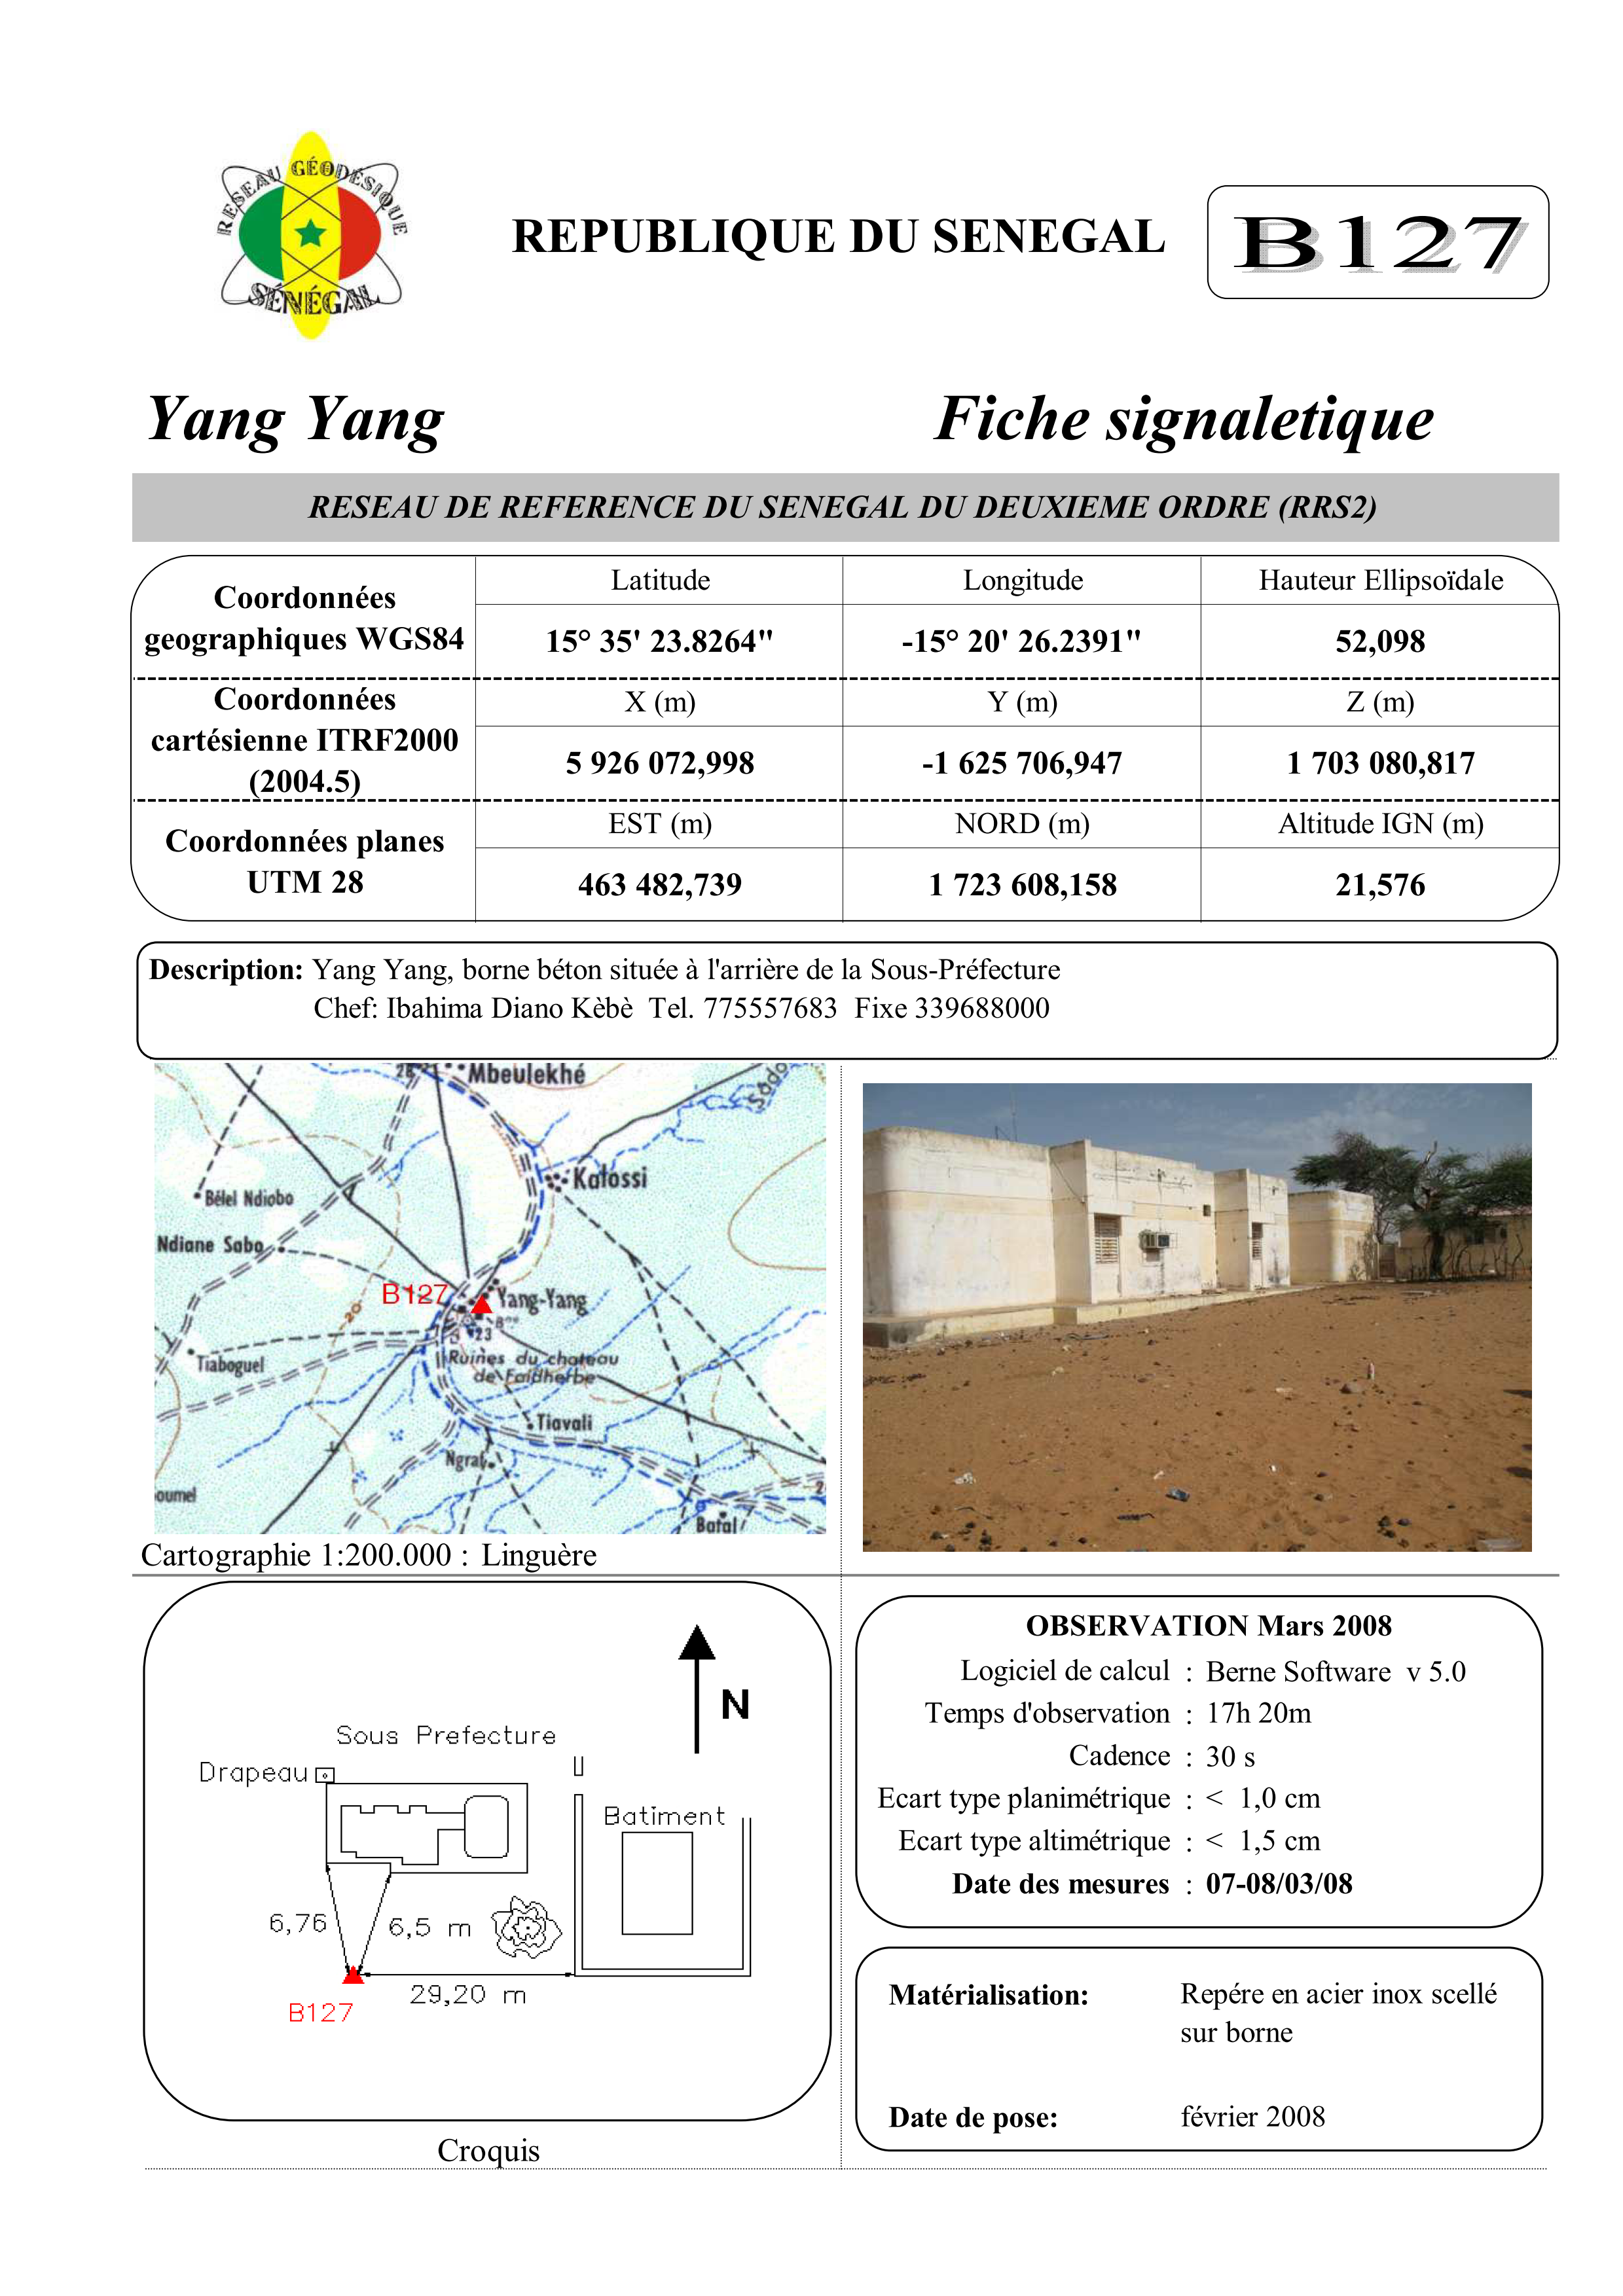 RESEAU GÉODÉSIQUE
SÉNÉGAL
REPUBLIQUE DU SENEGAL
B127
Yang Yang
Fiche signaletique
RESEAU DE REFERENCE DU SENEGAL DU DEUXIEME ORDRE (RRS2)
Coordonnées
geographiques WGS84
Latitude
Longitude
Hauteur Ellipsoïdale
15° 35' 23.8264"
-15° 20' 26.2391"
52,098
Coordonnées
cartésienne ITRF2000
(2004.5)
X (m)
Y (m)
Z (m)
5 926 072,998
-1 625 706,947
1 703 080,817
Coordonnées planes
UTM 28
EST (m)
NORD (m)
Altitude IGN (m)
463 482,739
1 723 608,158
21,576
Description: Yang Yang, borne béton située à l'arrière de la Sous-Préfecture
Chef: Ibahima Diano Kèbè Tel. 775557683 Fixe 339688000
28
Mbeulekhé
Kalossi
Bélel Ndiobo
Ndiane Sabo
B127
Yang-Yang
20
23
Tiaboguel
Ruines du chateau
de Faidherbe
Tiavali
Ngraf
oumel
Batal
Cartographie 1:200.000 : Linguère
N
Sous Prefecture
Drapeau
Batiment
6,76
6,5 m
29,20 m
B127
Croquis
OBSERVATION Mars 2008
Logiciel de calcul : Berne Software v 5.0
Temps d'observation : 17h 20m
Cadence : 30 s
Ecart type planimétrique : < 1,0 cm
Ecart type altimétrique : < 1,5 cm
Date des mesures : 07-08/03/08
Matérialisation: Repére en acier inox scellé
sur borne
Date de pose: février 2008